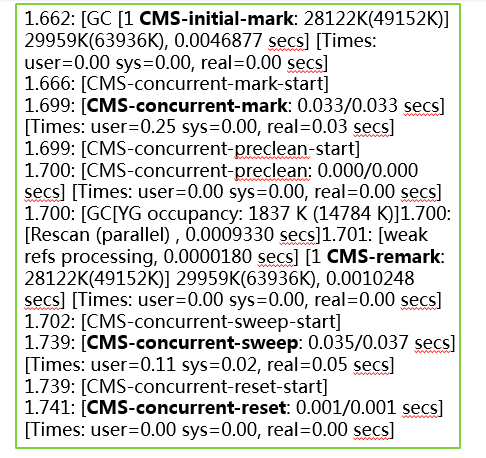 1.662: [GC [1 CMS-initial-mark: 28122K(49152K)]
29959K(63936K), 0.0046877 secs] [Times:
user=0.00 sys=0.00, real=0.00 secs]
1.666: [CMS-concurrent-mark-start]
1.699: [CMS-concurrent-mark: 0.033/0.033 secs]
[Times: user=0.25 sys=0.00, real=0.03 secs]
1.699: [CMS-concurrent-preclean-start]
1.700: [CMS-concurrent-preclean: 0.000/0.000
secs] [Times: user=0.00 sys=0.00, real=0.00 secs]
1.700: [GC[YG occupancy: 1837 K (14784 K)]1.700:
[Rescan (parallel) , 0.0009330 secs]1.701: [weak
refs processing, 0.0000180 secs] [1 CMS-remark:
28122K(49152K)] 29959K(63936K), 0.0010248
secs] [Times: user=0.00 sys=0.00, real=0.00 secs]
1.702: [CMS-concurrent-sweep-start]
1.739: [CMS-concurrent-sweep: 0.035/0.037 secs]
[Times: user=0.11 sys=0.02, real=0.05 secs]
1.739: [CMS-concurrent-reset-start]
1.741: [CMS-concurrent-reset: 0.001/0.001 secs]
[Times: user=0.00 sys=0.00, real=0.00 secs]